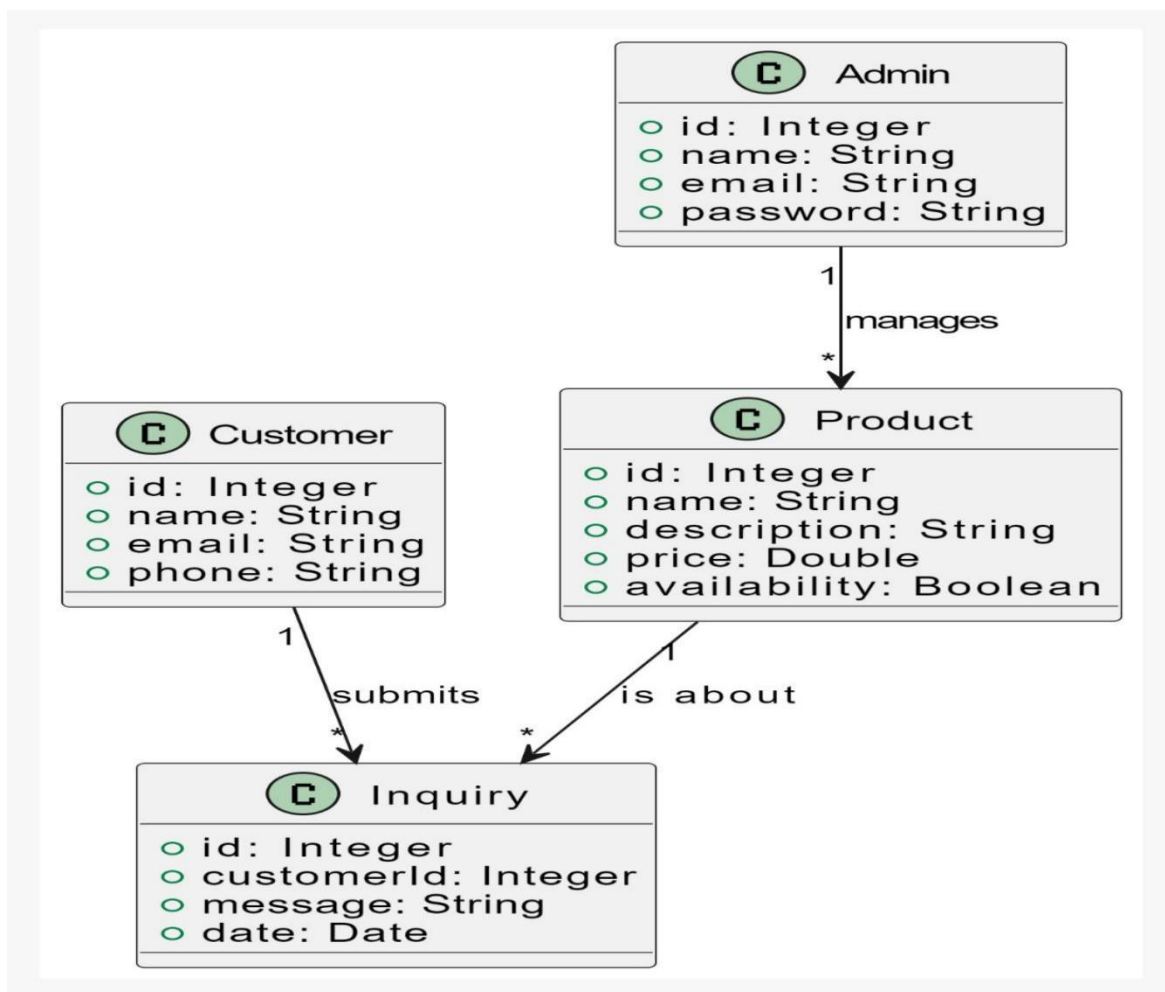 C Admin
id: Integer
name: String
email: String
password: String
1
manages
*
C Customer
id: Integer
name: String
email: String
phone: String
C Product
id: Integer
name: String
description: String
price: Double
availability: Boolean
1
submits
*
1
is about
*
C Inquiry
id: Integer
customerId: Integer
message: String
date: Date